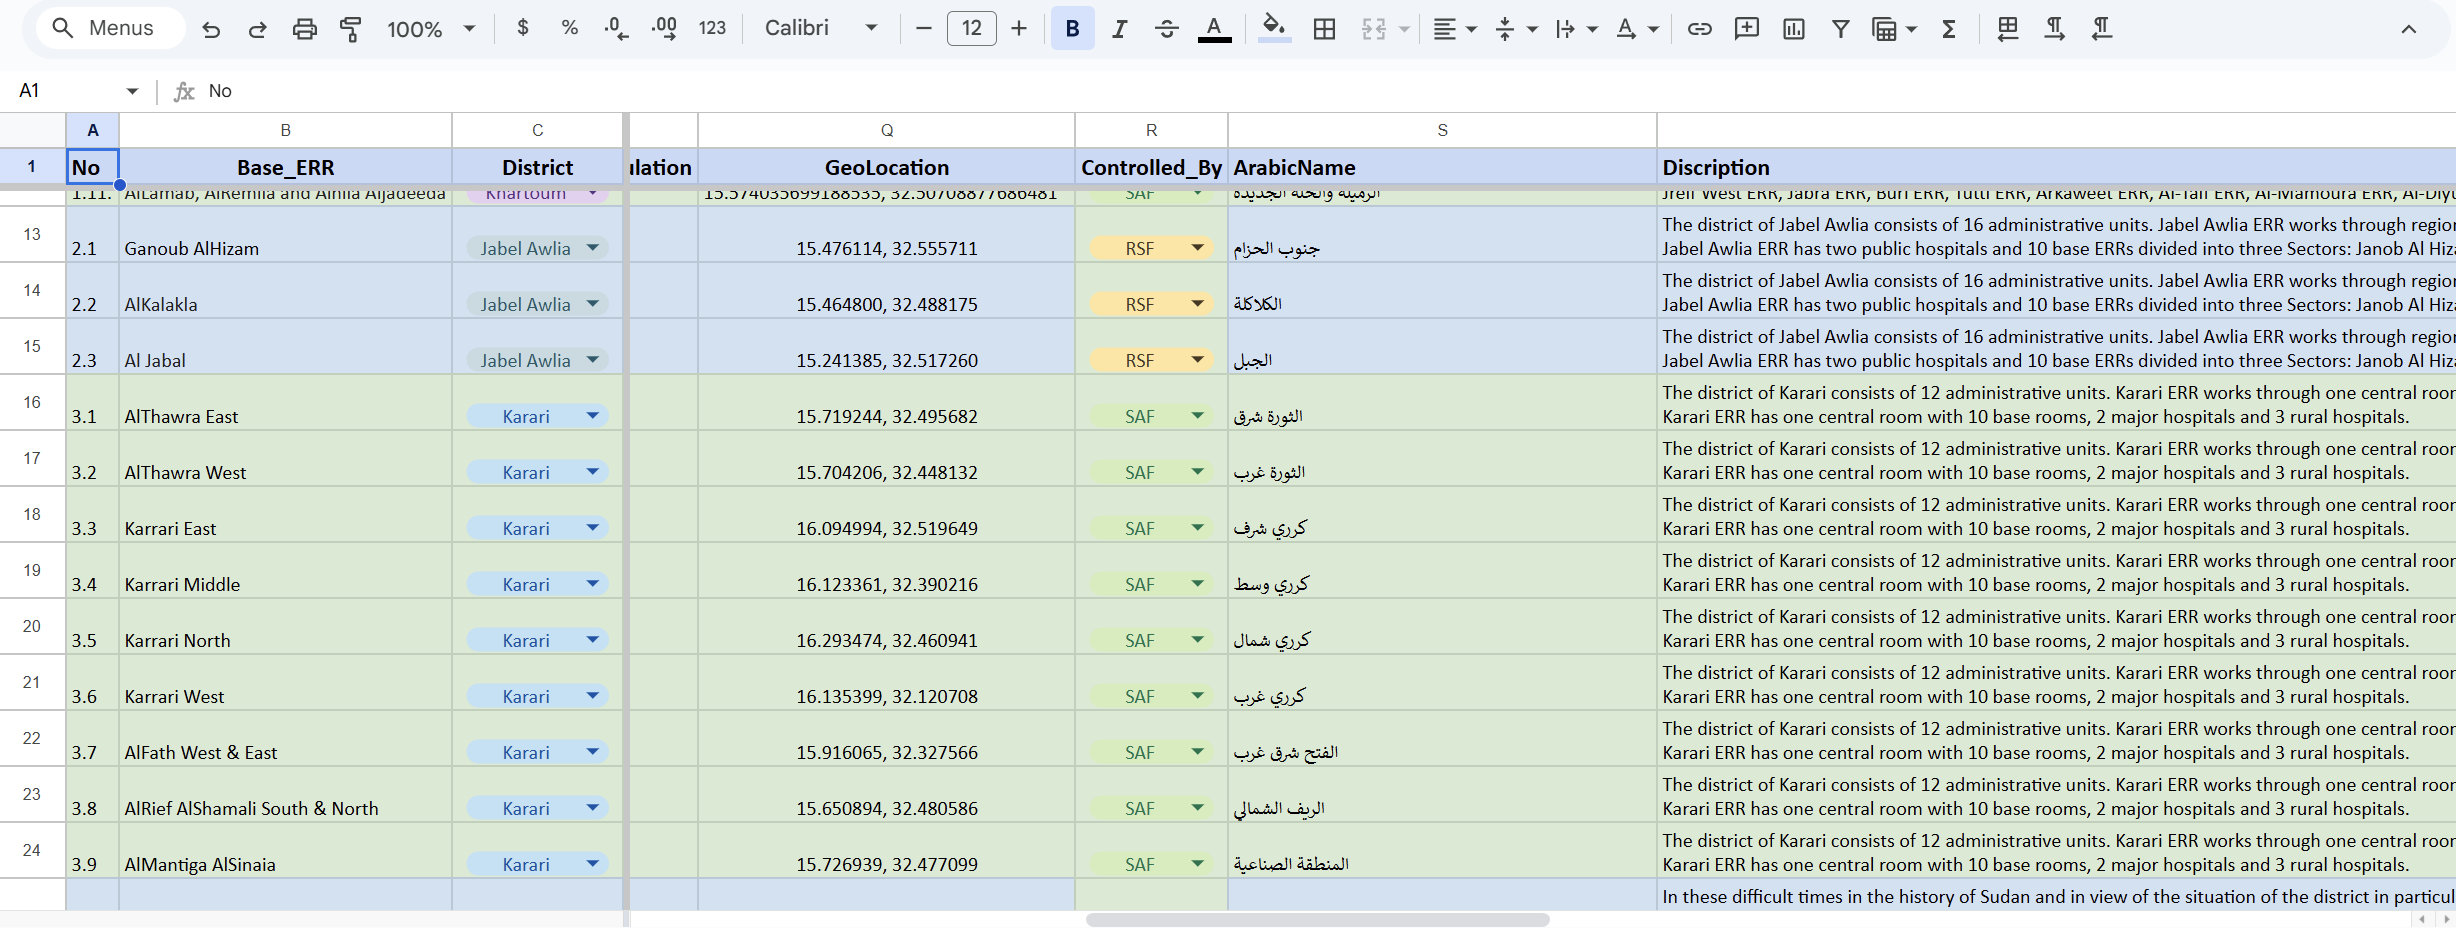 Menus 100% $ % .0 .00 123 Calibri 12 B I A A Σ
A1 fx No
A B C Q R S
1 No Base_ERR District ulation GeoLocation Controlled_By ArabicName Discription
1.11. AlLamab, AlRemila and Alhila Aljadeeda Khartoum 15.574035699188535, 32.50708877686481 SAF الرميلة والحلة الجديدة Jreif West ERR, Jabra ERR, Buri ERR, Tutti ERR, Arkaweet ERR, Al-Taif ERR, Al-Mamoura ERR,
13 2.1 Ganoub AlHizam Jabel Awlia 15.476114, 32.555711 RSF جنوب الحزام The district of Jabel Awlia consists of 16 administrative units. Jabel Awlia ERR works through regior
Jabel Awlia ERR has two public hospitals and 10 base ERRs divided into three Sectors: Janob Al Hiza
14 2.2 AlKalakla Jabel Awlia 15.464800, 32.488175 RSF الكلاكلة The district of Jabel Awlia consists of 16 administrative units. Jabel Awlia ERR works through regior
Jabel Awlia ERR has two public hospitals and 10 base ERRs divided into three Sectors: Janob Al Hiza
15 2.3 Al Jabal Jabel Awlia 15.241385, 32.517260 RSF الجبل The district of Jabel Awlia consists of 16 administrative units. Jabel Awlia ERR works through regior
Jabel Awlia ERR has two public hospitals and 10 base ERRs divided into three Sectors: Janob Al Hiza
16 3.1 AlThawra East Karari 15.719244, 32.495682 SAF الثورة شرق The district of Karari consists of 12 administrative units. Karari ERR works through one central roor
Karari ERR has one central room with 10 base rooms, 2 major hospitals and 3 rural hospitals.
17 3.2 AlThawra West Karari 15.704206, 32.448132 SAF الثورة غرب The district of Karari consists of 12 administrative units. Karari ERR works through one central roor
Karari ERR has one central room with 10 base rooms, 2 major hospitals and 3 rural hospitals.
18 3.3 Karrari East Karari 16.094994, 32.519649 SAF كرري شرف The district of Karari consists of 12 administrative units. Karari ERR works through one central roor
Karari ERR has one central room with 10 base rooms, 2 major hospitals and 3 rural hospitals.
19 3.4 Karrari Middle Karari 16.123361, 32.390216 SAF كرري وسط The district of Karari consists of 12 administrative units. Karari ERR works through one central roor
Karari ERR has one central room with 10 base rooms, 2 major hospitals and 3 rural hospitals.
20 3.5 Karrari North Karari 16.293474, 32.460941 SAF كرري شمال The district of Karari consists of 12 administrative units. Karari ERR works through one central roor
Karari ERR has one central room with 10 base rooms, 2 major hospitals and 3 rural hospitals.
21 3.6 Karrari West Karari 16.135399, 32.120708 SAF كرري غرب The district of Karari consists of 12 administrative units. Karari ERR works through one central roor
Karari ERR has one central room with 10 base rooms, 2 major hospitals and 3 rural hospitals.
22 3.7 AlFath West & East Karari 15.916065, 32.327566 SAF الفتح شرق غرب The district of Karari consists of 12 administrative units. Karari ERR works through one central roor
Karari ERR has one central room with 10 base rooms, 2 major hospitals and 3 rural hospitals.
23 3.8 AlRief AlShamali South & North Karari 15.650894, 32.480586 SAF الريف الشمالي The district of Karari consists of 12 administrative units. Karari ERR works through one central roor
Karari ERR has one central room with 10 base rooms, 2 major hospitals and 3 rural hospitals.
24 3.9 AlMantiga AlSinaia Karari 15.726939, 32.477099 SAF المنطقة الصناعية The district of Karari consists of 12 administrative units. Karari ERR works through one central roor
Karari ERR has one central room with 10 base rooms, 2 major hospitals and 3 rural hospitals.
In these difficult times in the history of Sudan and in view of the situation of the district in particul